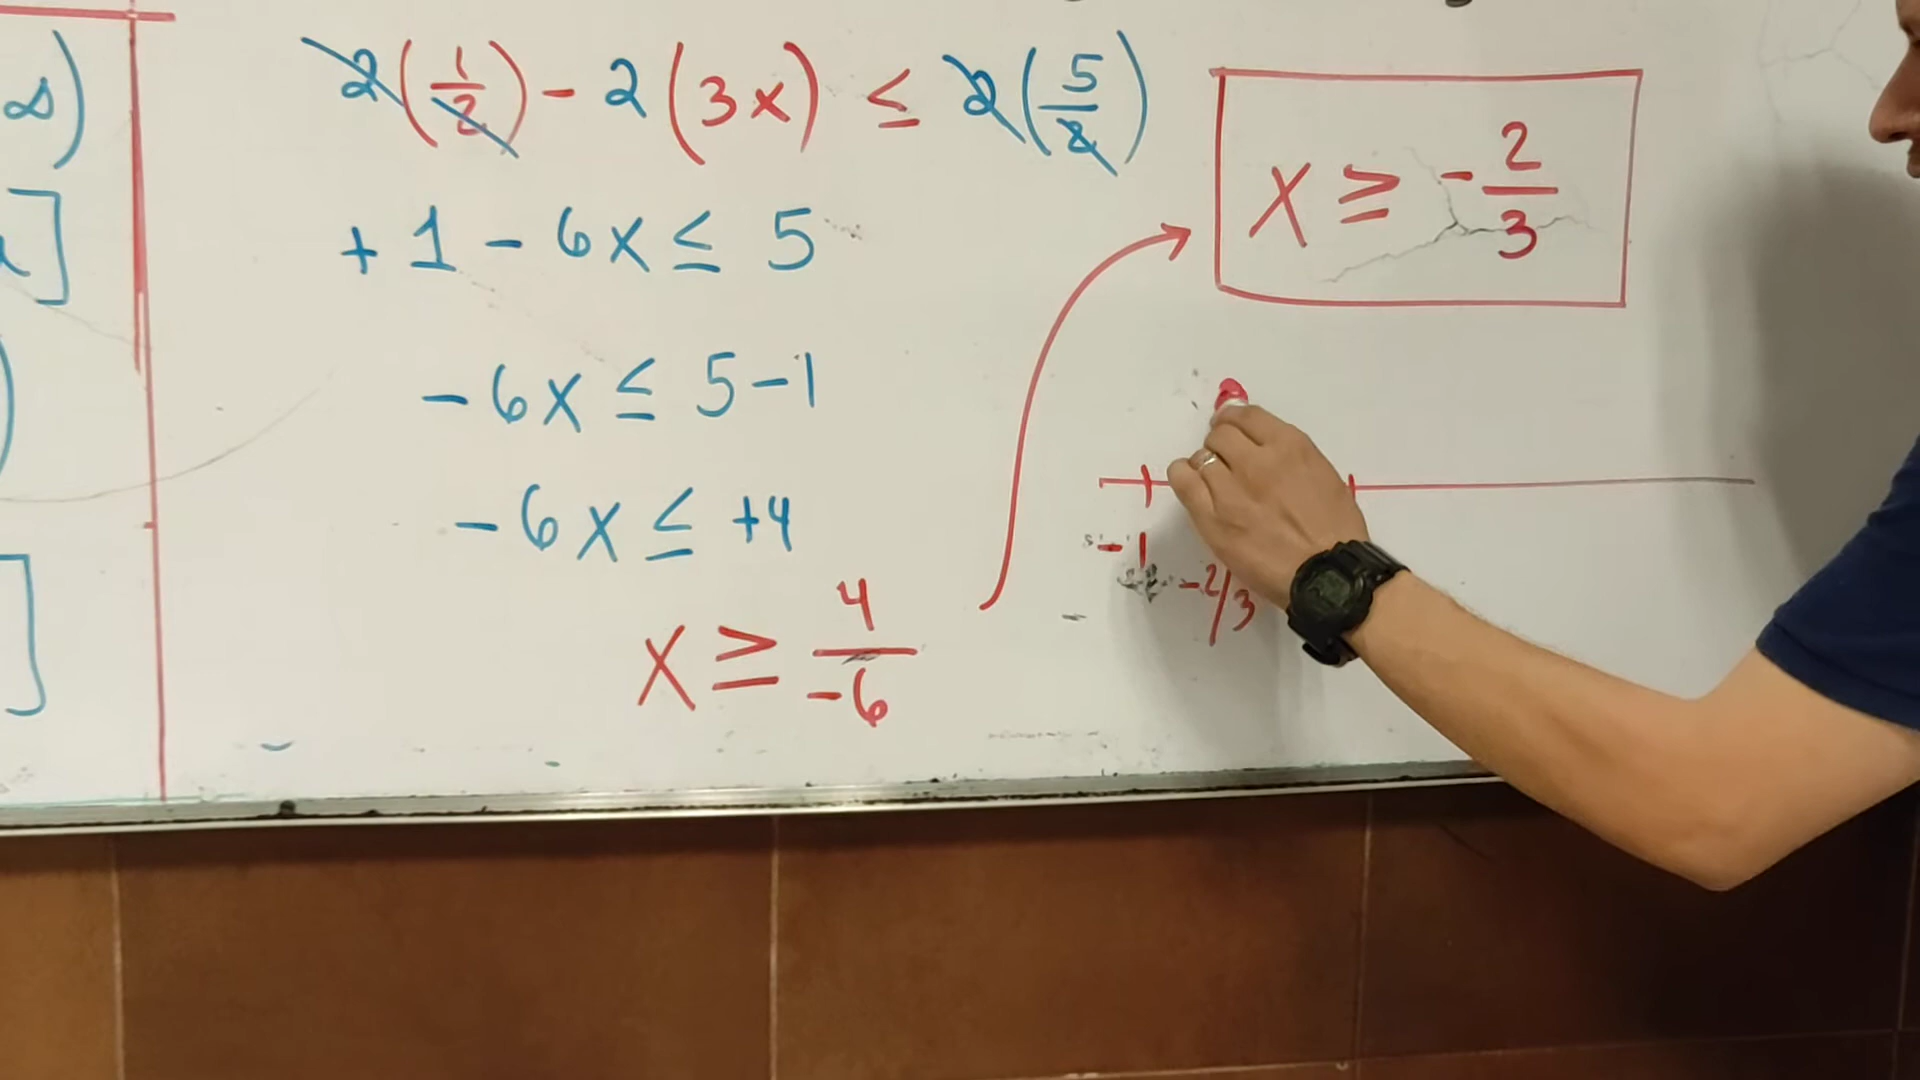 2(1/2) - 2(3x) ≤ 2(5/2)
+ 1 - 6x ≤ 5
- 6x ≤ 5-1
- 6x ≤ +4
x ≥ 4/-6
x ≥ -2/3
-1 -2/3